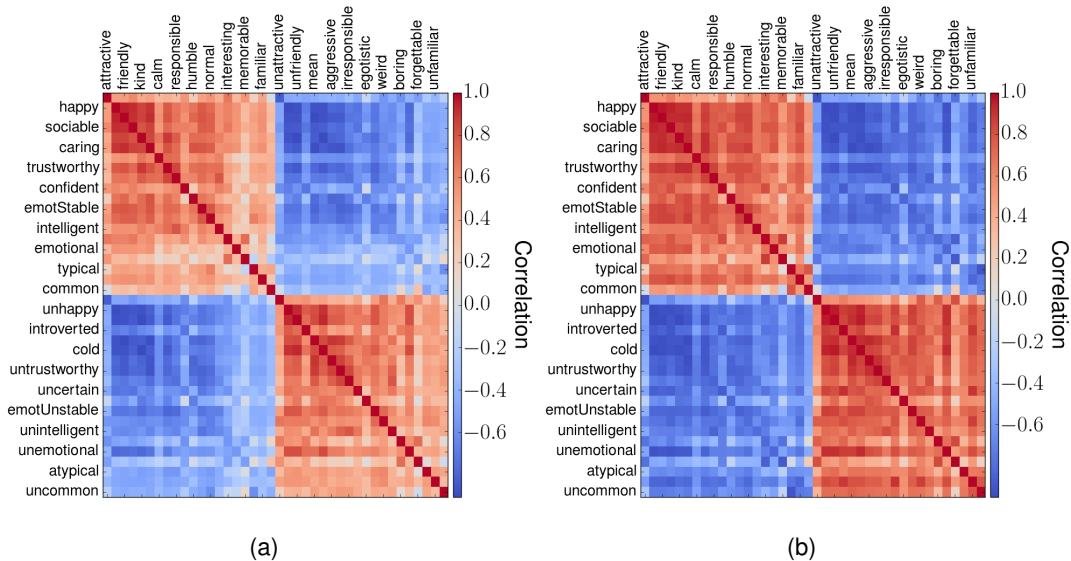 attractive
friendly
kind
calm
responsible
humble
normal
interesting
memorable
familiar
unattractive
unfriendly
mean
aggressive
irresponsible
egotistic
weird
boring
forgettable
unfamiliar
happy
sociable
caring
trustworthy
confident
emotStable
intelligent
emotional
typical
common
unhappy
introverted
cold
untrustworthy
uncertain
emotUnstable
unintelligent
unemotional
atypical
uncommon
1.0
0.8
0.6
0.4
0.2
0.0
−0.2
−0.4
−0.6
Correlation
(a)
attractive
friendly
kind
calm
responsible
humble
normal
interesting
memorable
familiar
unattractive
unfriendly
mean
aggressive
irresponsible
egotistic
weird
boring
forgettable
unfamiliar
happy
sociable
caring
trustworthy
confident
emotStable
intelligent
emotional
typical
common
unhappy
introverted
cold
untrustworthy
uncertain
emotUnstable
unintelligent
unemotional
atypical
uncommon
1.0
0.8
0.6
0.4
0.2
0.0
−0.2
−0.4
−0.6
Correlation
(b)